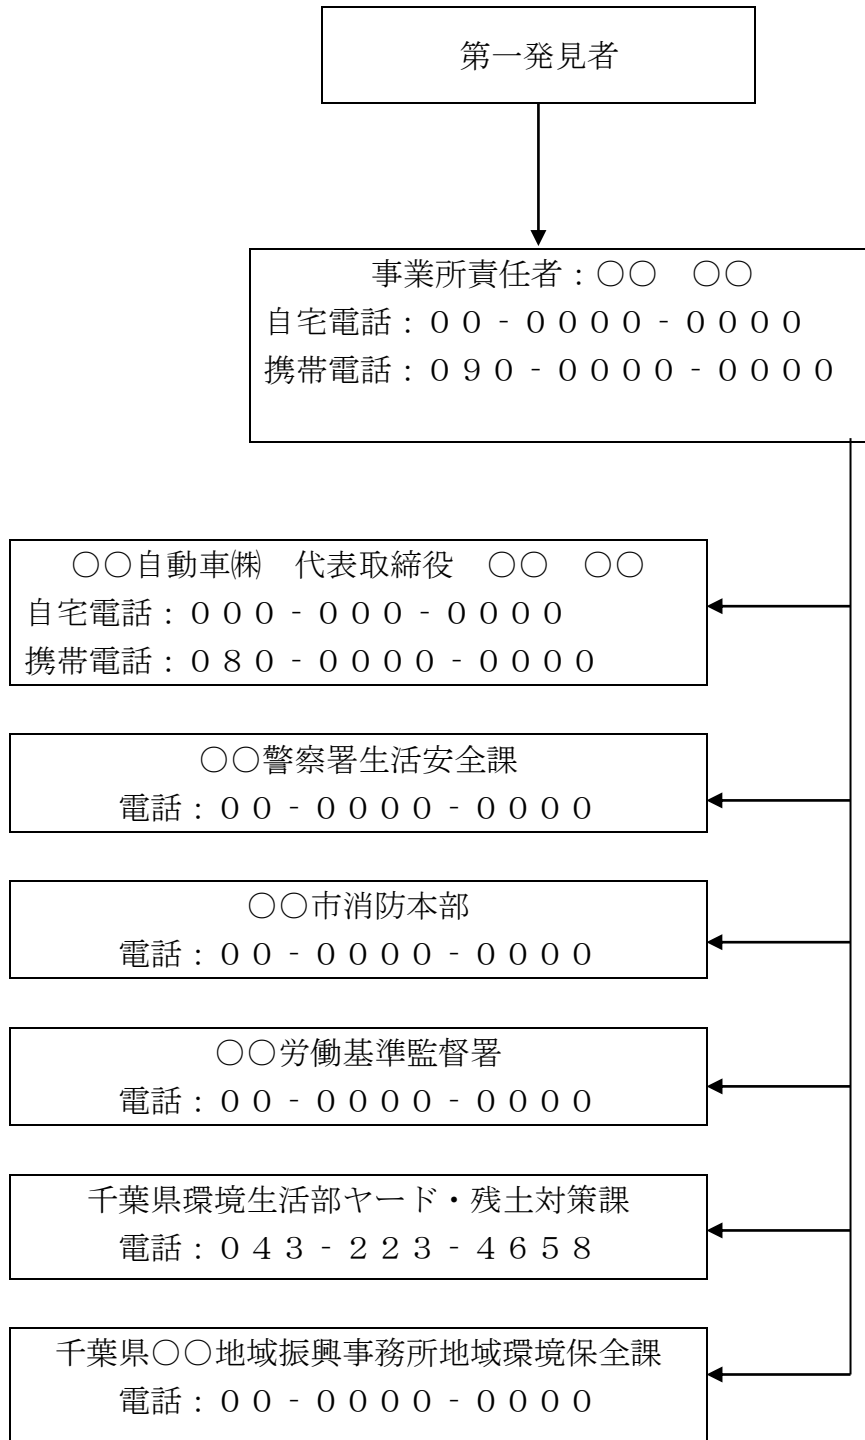 第一発見者
事業所責任者：○○　○○
自宅電話：００‐００００‐００００
携帯電話：０９０‐００００‐００００
○○自動車㈱　代表取締役　○○　○○
自宅電話：０００‐０００‐００００
携帯電話：０８０‐００００‐００００
○○警察署生活安全課
電話：００‐００００‐００００
○○市消防本部
電話：００‐００００‐００００
○○労働基準監督署
電話：００‐００００‐００００
千葉県環境生活部ヤード・残土対策課
電話：０４３‐２２３‐４６５８
千葉県○○地域振興事務所地域環境保全課
電話：００‐００００‐００００